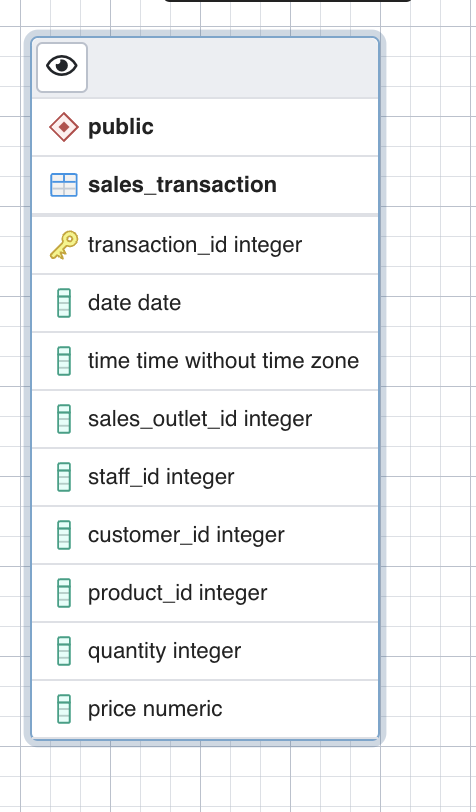 public
sales_transaction
transaction_id integer
date date
time time without time zone
sales_outlet_id integer
staff_id integer
customer_id integer
product_id integer
quantity integer
price numeric